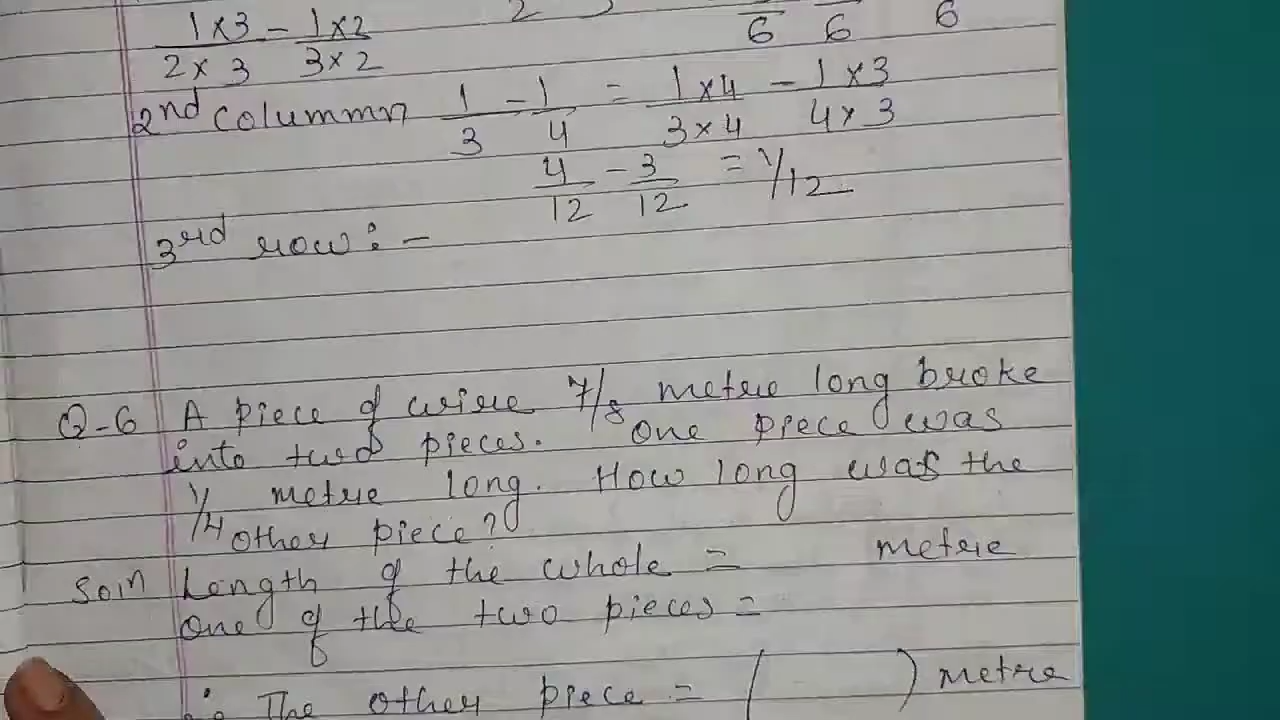 1×3/2×3 - 1×2/3×2
6 6 6
2nd colummn 1/3 - 1/4 = 1×4/3×4 - 1×3/4×3
4/12 - 3/12 = 1/12
3rd row:-
Q-6 A piece of wire 7/8 metre long broke
into two pieces. One piece was
1/4 metre long. How long was the
other piece?
Soln Length of the whole = metre
One of the two pieces =
∴ The other piece = ( ) metre